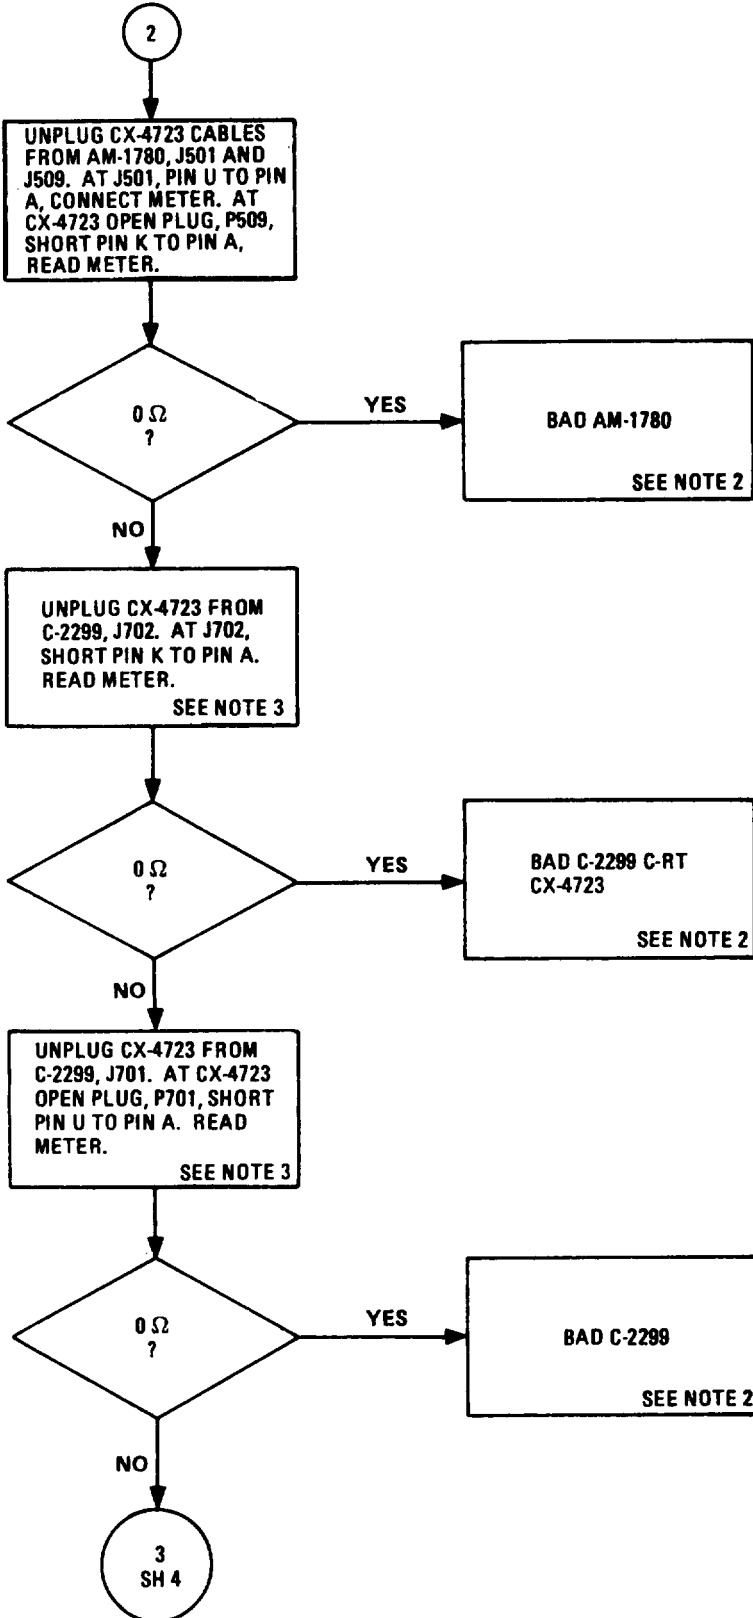 2
UNPLUG CX-4723 CABLES
FROM AM-1780, J501 AND
J509. AT J501, PIN U TO PIN
A, CONNECT METER. AT
CX-4723 OPEN PLUG, P509,
SHORT PIN K TO PIN A,
READ METER.
0 Ω
?
YES
BAD AM-1780
SEE NOTE 2
NO
UNPLUG CX-4723 FROM
C-2299, J702. AT J702,
SHORT PIN K TO PIN A.
READ METER.
SEE NOTE 3
0 Ω
?
YES
BAD C-2299 C-RT
CX-4723
SEE NOTE 2
NO
UNPLUG CX-4723 FROM
C-2299, J701. AT CX-4723
OPEN PLUG, P701, SHORT
PIN U TO PIN A. READ
METER.
SEE NOTE 3
0 Ω
?
YES
BAD C-2299
SEE NOTE 2
NO
3
SH 4